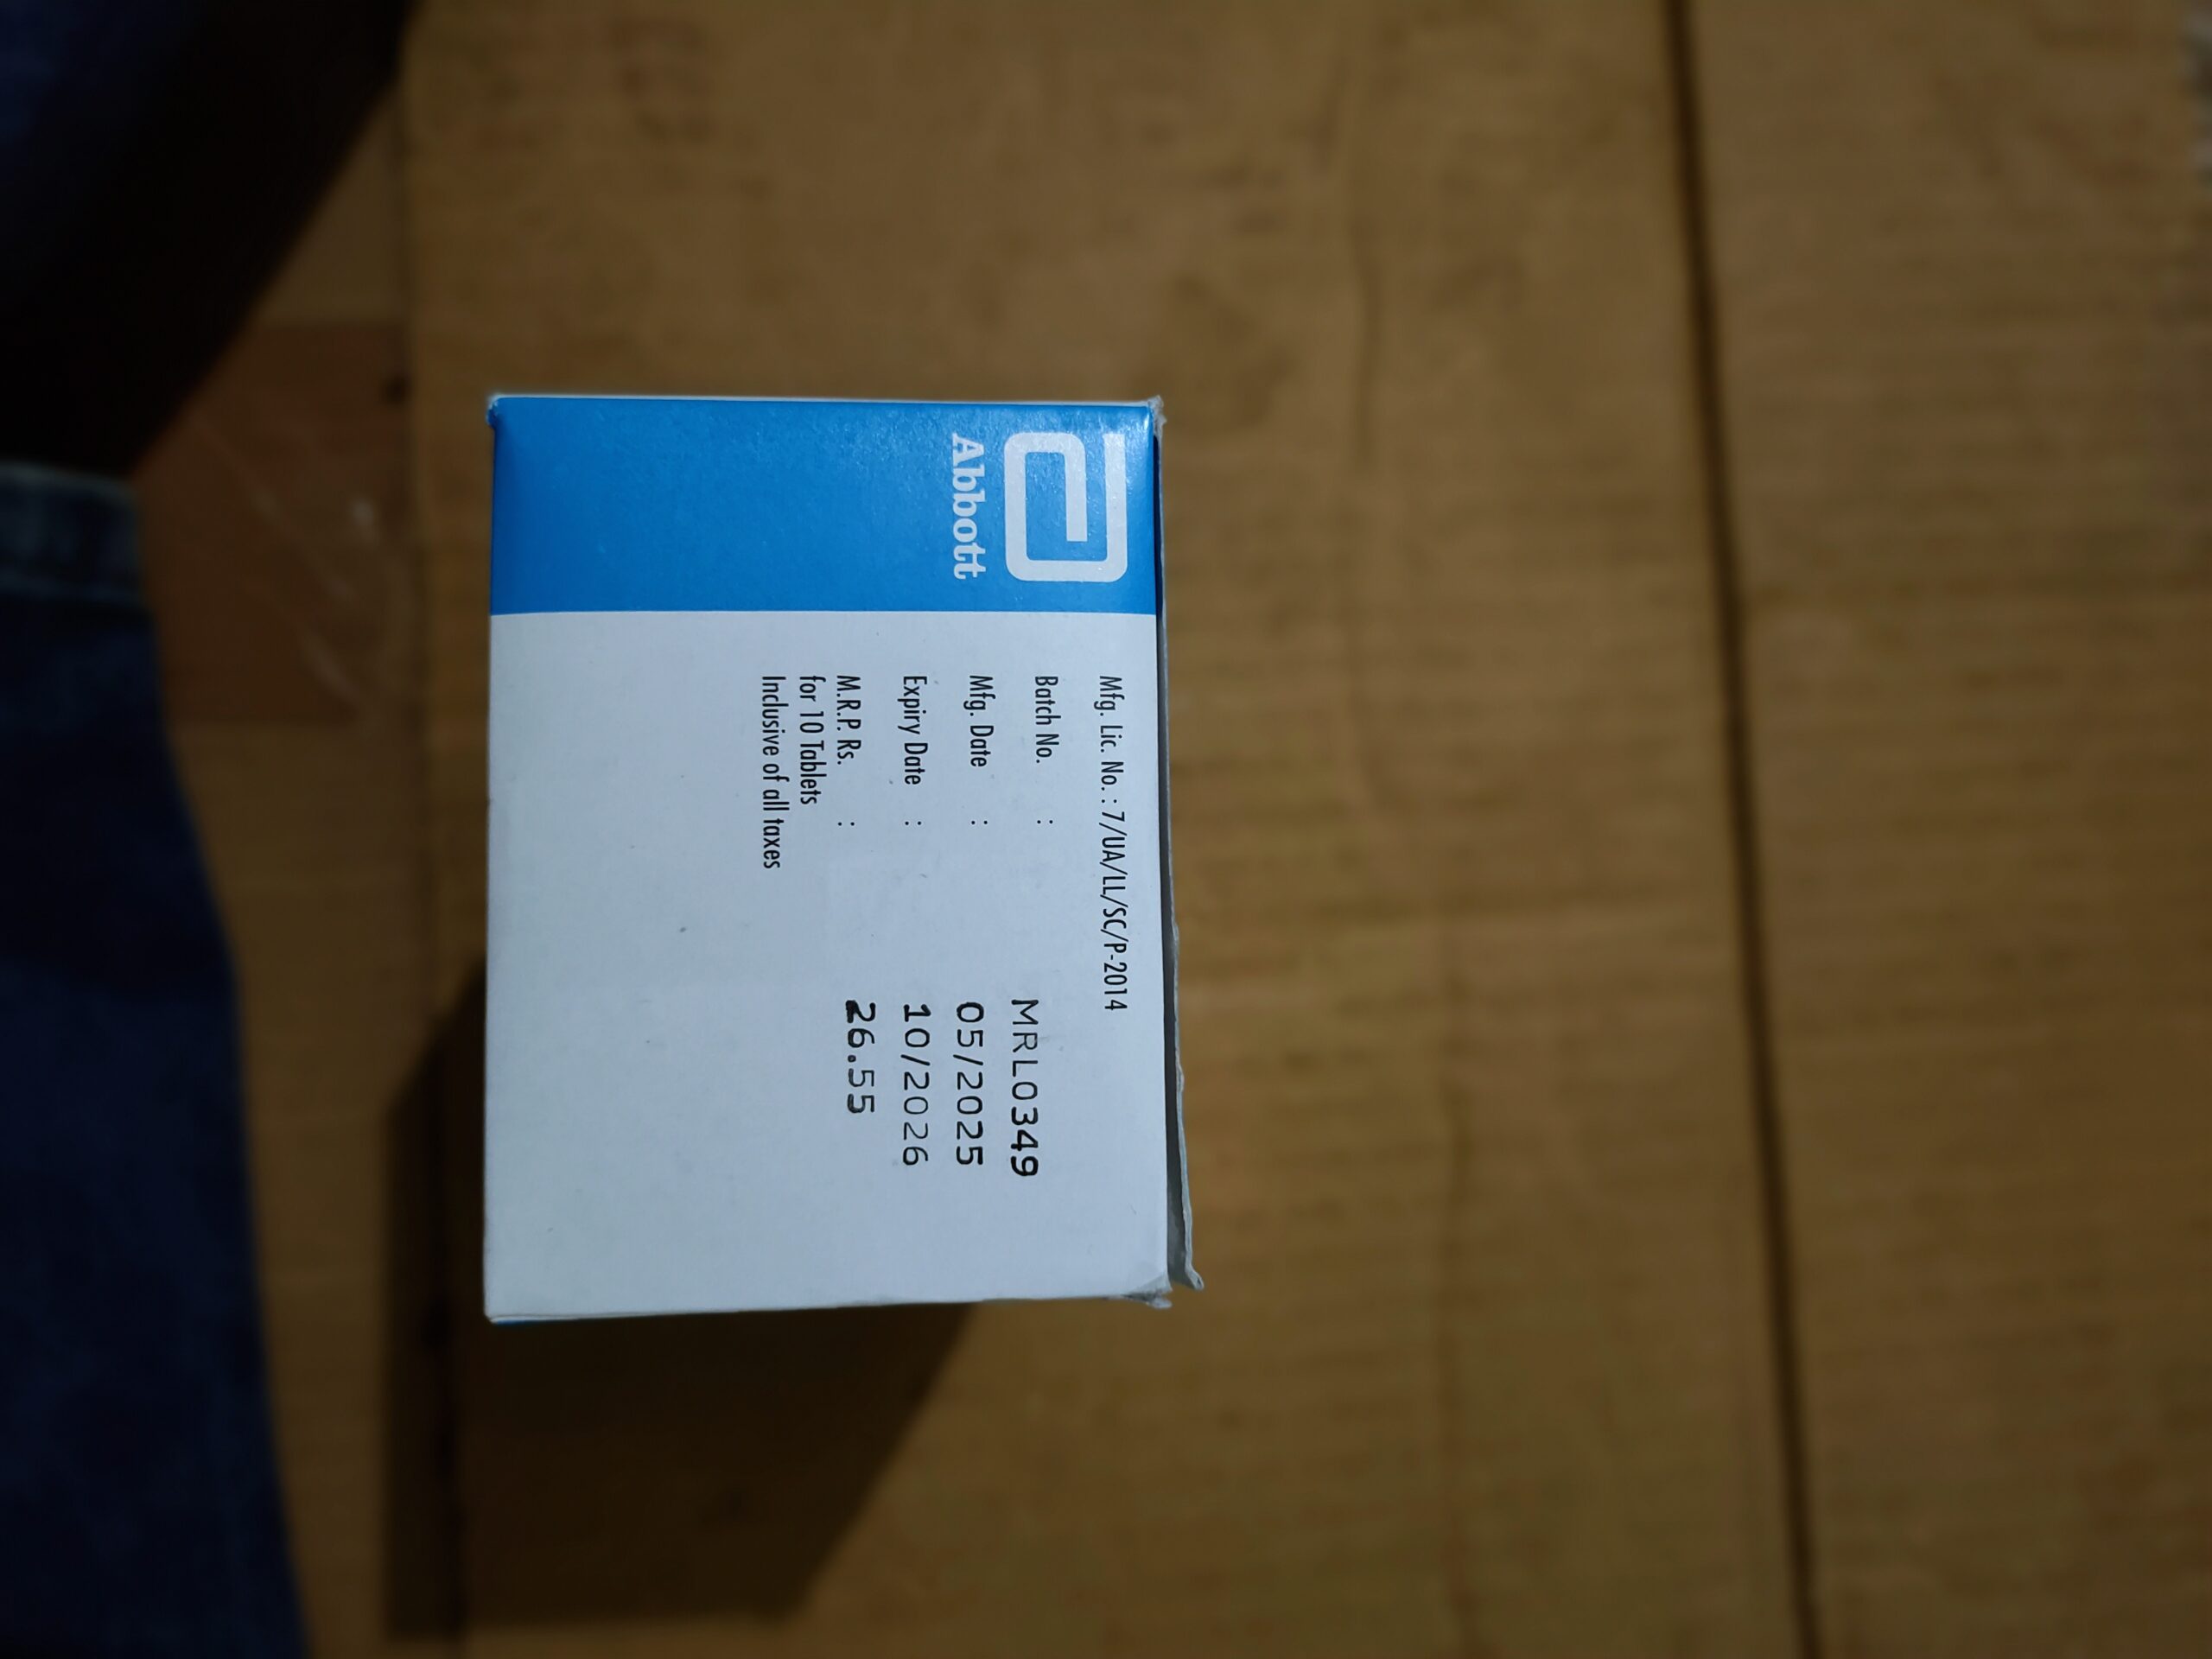 Abbott
Mfg. Lic. No. : 7/UA/LL/SC/P-2014
Batch No. : MRL0349
Mfg. Date : 05/2025
Expiry Date : 10/2026
M.R.P. Rs. : 26.55
for 10 Tablets
Inclusive of all taxes